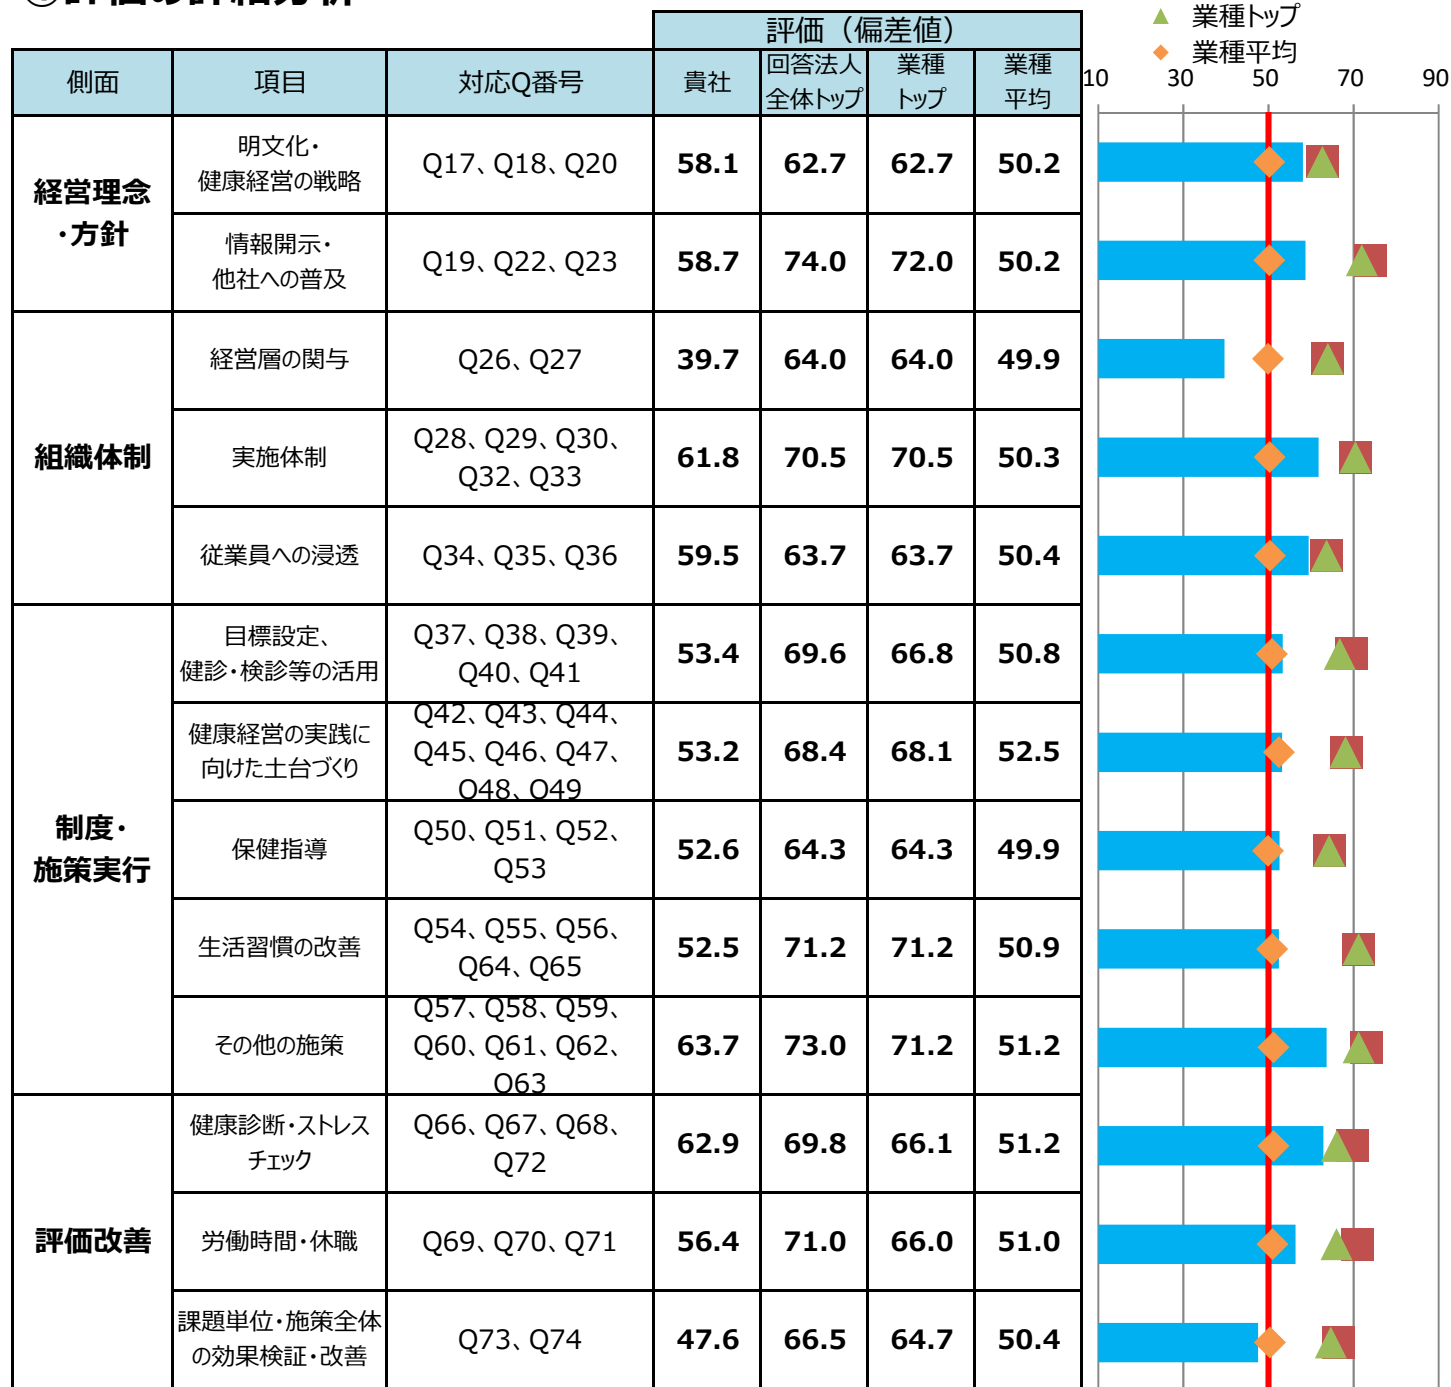 ①評価の詳細分析
▲ 業種トップ
◆ 業種平均
評価（偏差値）
側面 項目 対応Q番号 貴社 回答法人 業種 業種
全体トップ トップ 平均
10 30 50 70 90
経営理念
・方針
明文化・
健康経営の戦略
Q17、Q18、Q20
58.1 62.7 62.7 50.2
情報開示・
他社への普及
Q19、Q22、Q23
58.7 74.0 72.0 50.2
組織体制
経営層の関与
Q26、Q27
39.7 64.0 64.0 49.9
実施体制
Q28、Q29、Q30、
Q32、Q33
61.8 70.5 70.5 50.3
従業員への浸透
Q34、Q35、Q36
59.5 63.7 63.7 50.4
制度・
施策実行
目標設定、
健診・検診等の活用
Q37、Q38、Q39、
Q40、Q41
53.4 69.6 66.8 50.8
健康経営の実践に
向けた土台づくり
Q42、Q43、Q44、
Q45、Q46、Q47、
Q48、Q49
53.2 68.4 68.1 52.5
保健指導
Q50、Q51、Q52、
Q53
52.6 64.3 64.3 49.9
生活習慣の改善
Q54、Q55、Q56、
Q64、Q65
52.5 71.2 71.2 50.9
その他の施策
Q57、Q58、Q59、
Q60、Q61、Q62、
Q63
63.7 73.0 71.2 51.2
評価改善
健康診断・ストレス
チェック
Q66、Q67、Q68、
Q72
62.9 69.8 66.1 51.2
労働時間・休職
Q69、Q70、Q71
56.4 71.0 66.0 51.0
課題単位・施策全体
の効果検証・改善
Q73、Q74
47.6 66.5 64.7 50.4